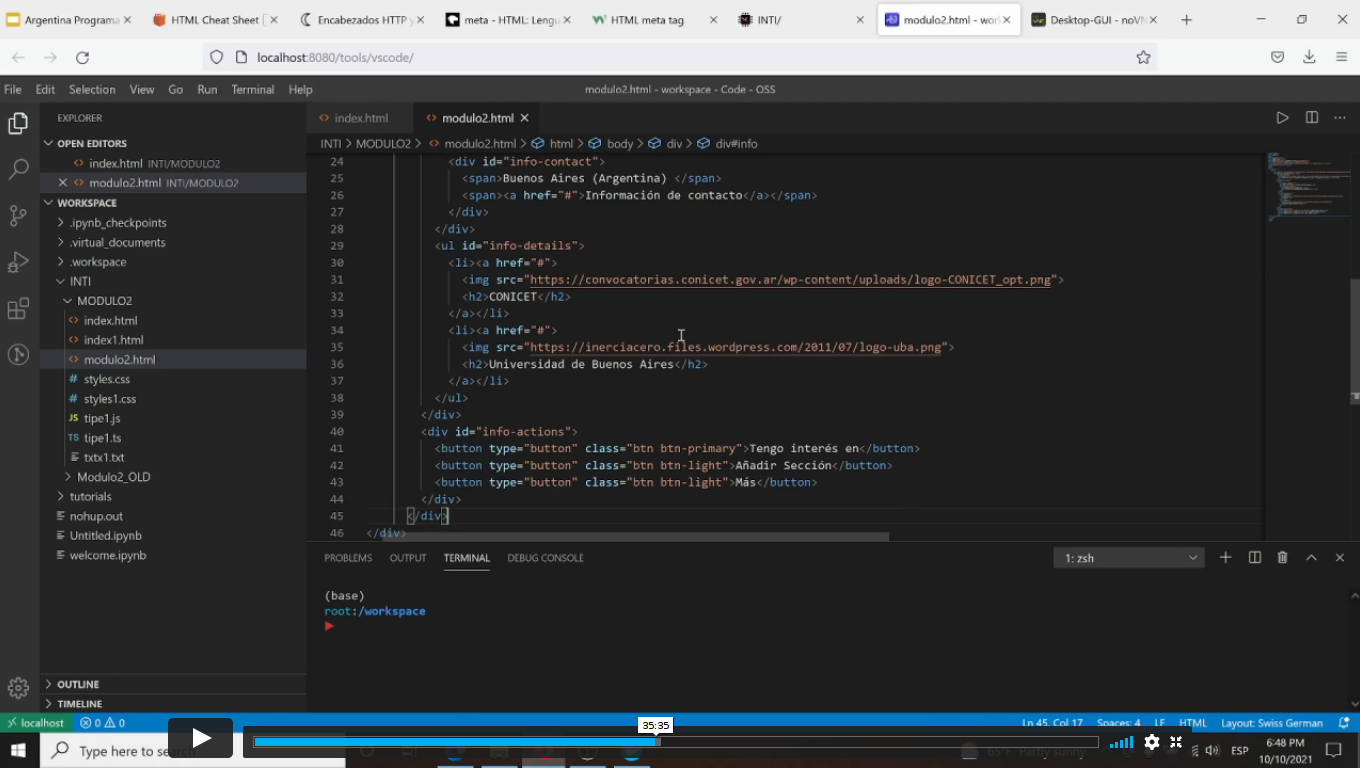 Argentina Programa
HTML Cheat Sheet
Encabezados HTTP y
meta - HTML: Lengu
HTML meta tag
INTI/
modulo2.html - worl
Desktop-GUI - noVN
localhost:8080/tools/vscode/
File Edit Selection View Go Run Terminal Help
modulo2.html - workspace - Code - OSS
EXPLORER
OPEN EDITORS
index.html INTI/MODULO2
modulo2.html INTI/MODULO2
WORKSPACE
.ipynb_checkpoints
.virtual_documents
.workspace
INTI
MODULO2
index.html
index1.html
modulo2.html
# styles.css
# styles1.css
JS tipe1.js
TS tipe1.ts
txtx1.txt
Modulo2_OLD
tutorials
nohup.out
Untitled.ipynb
welcome.ipynb
OUTLINE
TIMELINE
index.html
modulo2.html
INTI > MODULO2 > modulo2.html > html > body > div > div#info
24 <div id="info-contact">
25 <span>Buenos Aires (Argentina) </span>
26 <span><a href="#">Información de contacto</a></span>
27 </div>
28 </div>
29 <ul id="info-details">
30 <li><a href="#">
31 <img src="https://convocatorias.conicet.gov.ar/wp-content/uploads/logo-CONICET_opt.png">
32 <h2>CONICET</h2>
33 </a></li>
34 <li><a href="#">
35 <img src="https://inerciacero.files.wordpress.com/2011/07/logo-uba.png">
36 <h2>Universidad de Buenos Aires</h2>
37 </a></li>
38 </ul>
39 </div>
40 <div id="info-actions">
41 <button type="button" class="btn btn-primary">Tengo interés en</button>
42 <button type="button" class="btn btn-light">Añadir Sección</button>
43 <button type="button" class="btn btn-light">Más</button>
44 </div>
45 </div>
46 </div>
PROBLEMS OUTPUT TERMINAL DEBUG CONSOLE
1: zsh
(base)
root:/workspace
localhost
0 0
35:35
Ln 45, Col 17 Spaces: 4 LF HTML Layout: Swiss German
Type here to search
65°F Partly sunny
ESP
6:48 PM
10/10/2021